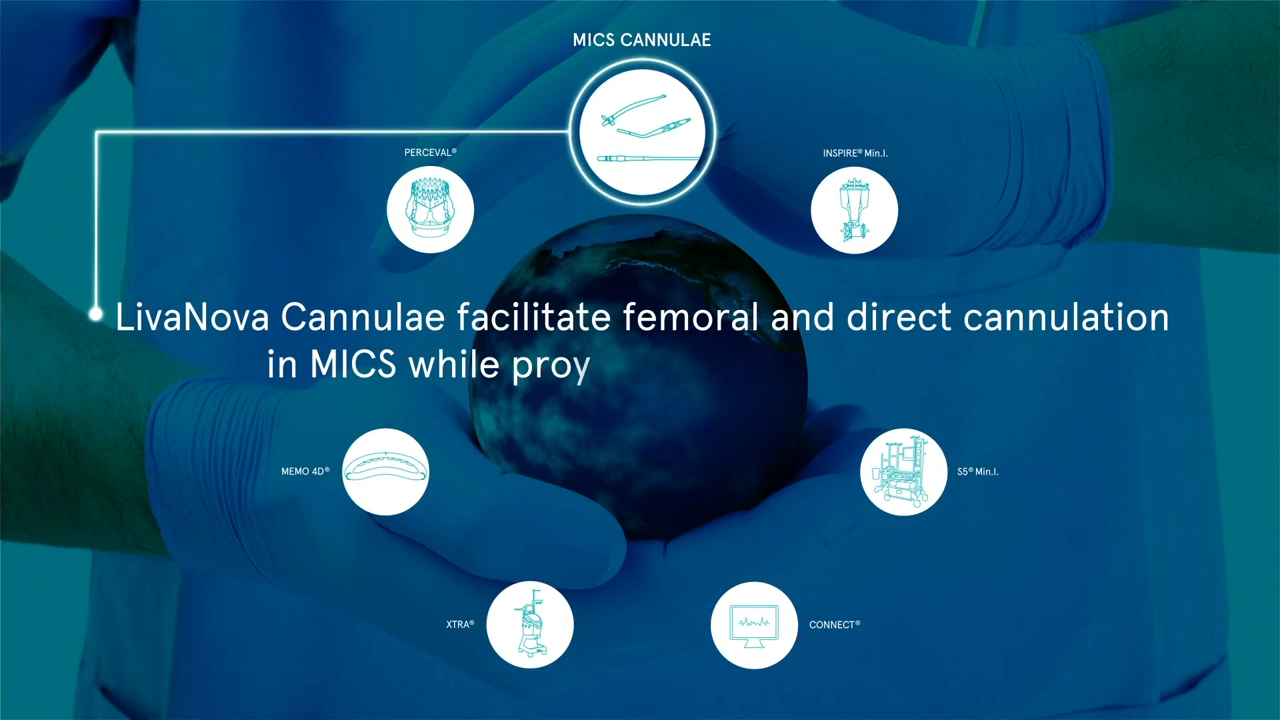 MICS CANNULAE
PERCEVAL®
INSPIRE® Min.I.
LivaNova Cannulae facilitate femoral and direct cannulation
in MICS while prov
MEMO 4D®
S5® Min.I.
XTRA®
CONNECT®